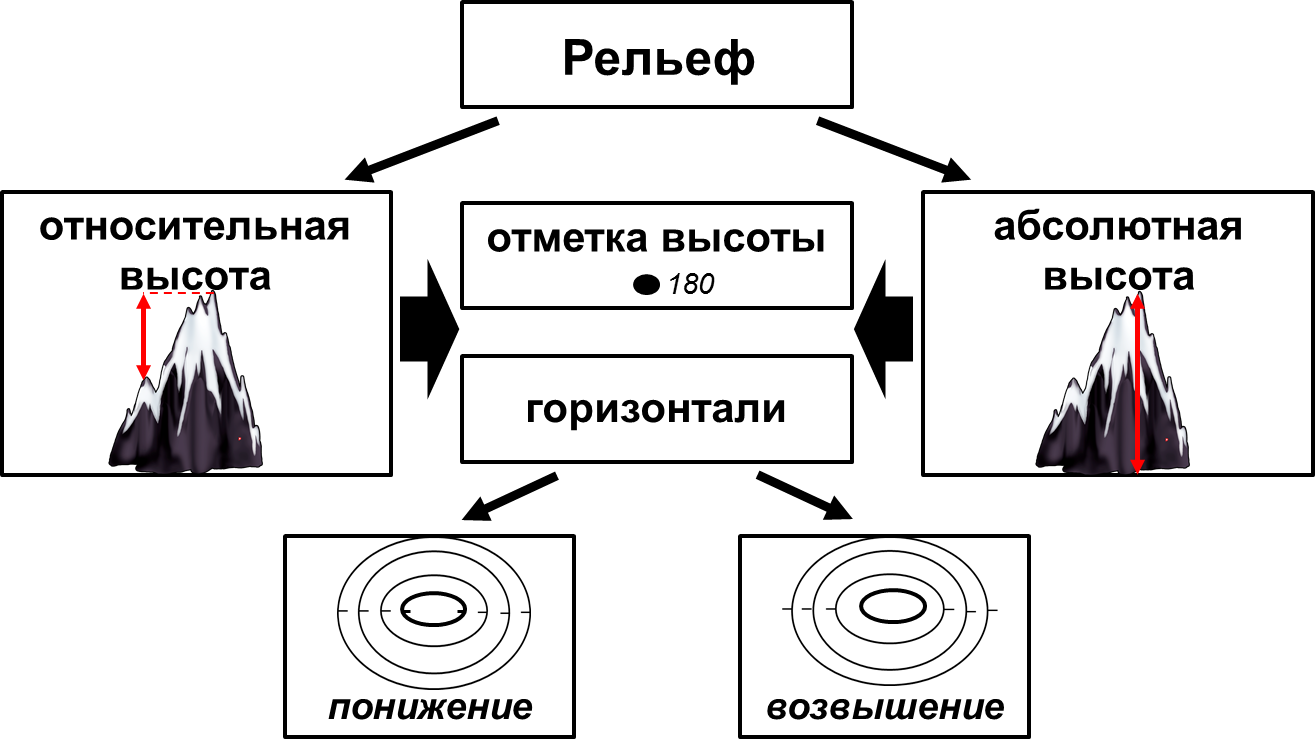 Рельеф
относительная
высота
отметка высоты
180
абсолютная
высота
горизонтали
понижение
возвышение